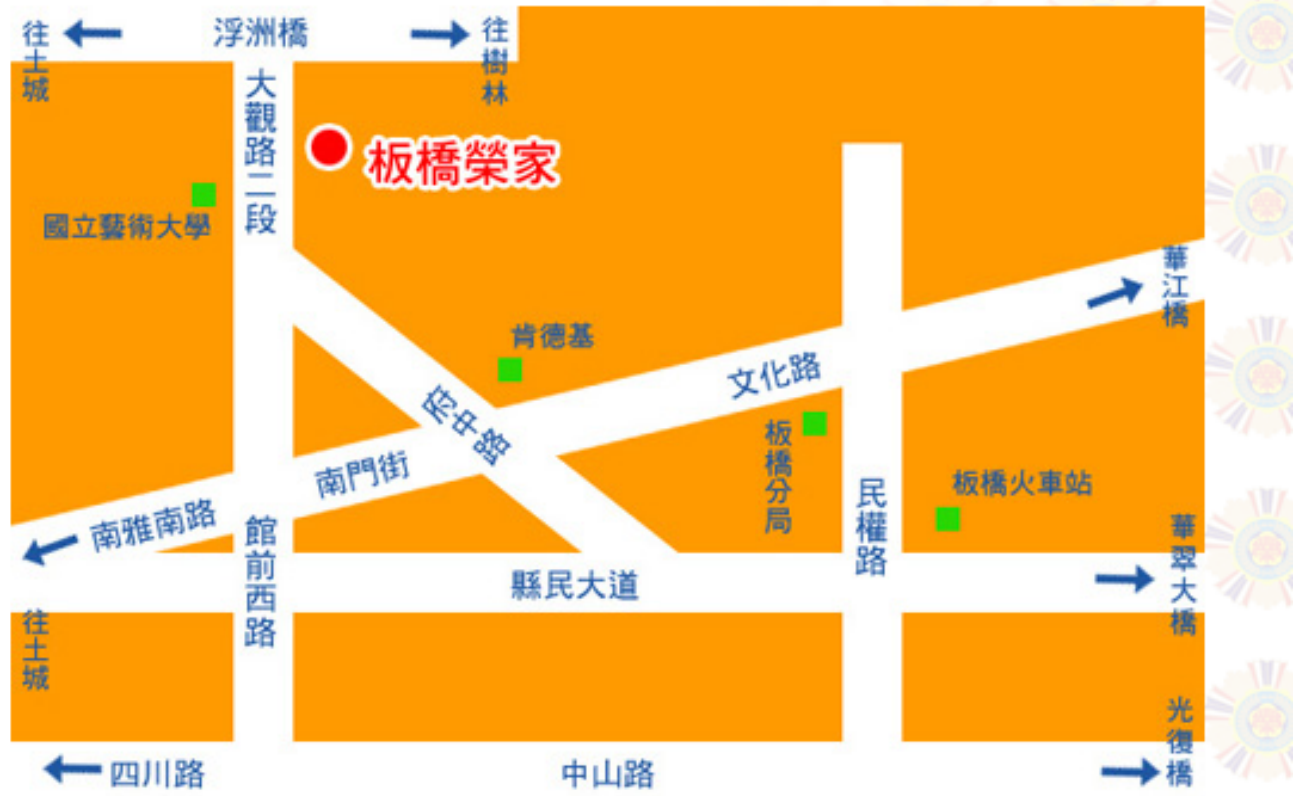 往土城
浮洲橋
往樹林
大觀路二段
板橋榮家
國立藝術大學
華江橋
肯德基
文化路
府中路
板橋分局
南門街
民權路
板橋火車站
南雅南路
館前西路
華翠大橋
縣民大道
往土城
光復橋
四川路
中山路